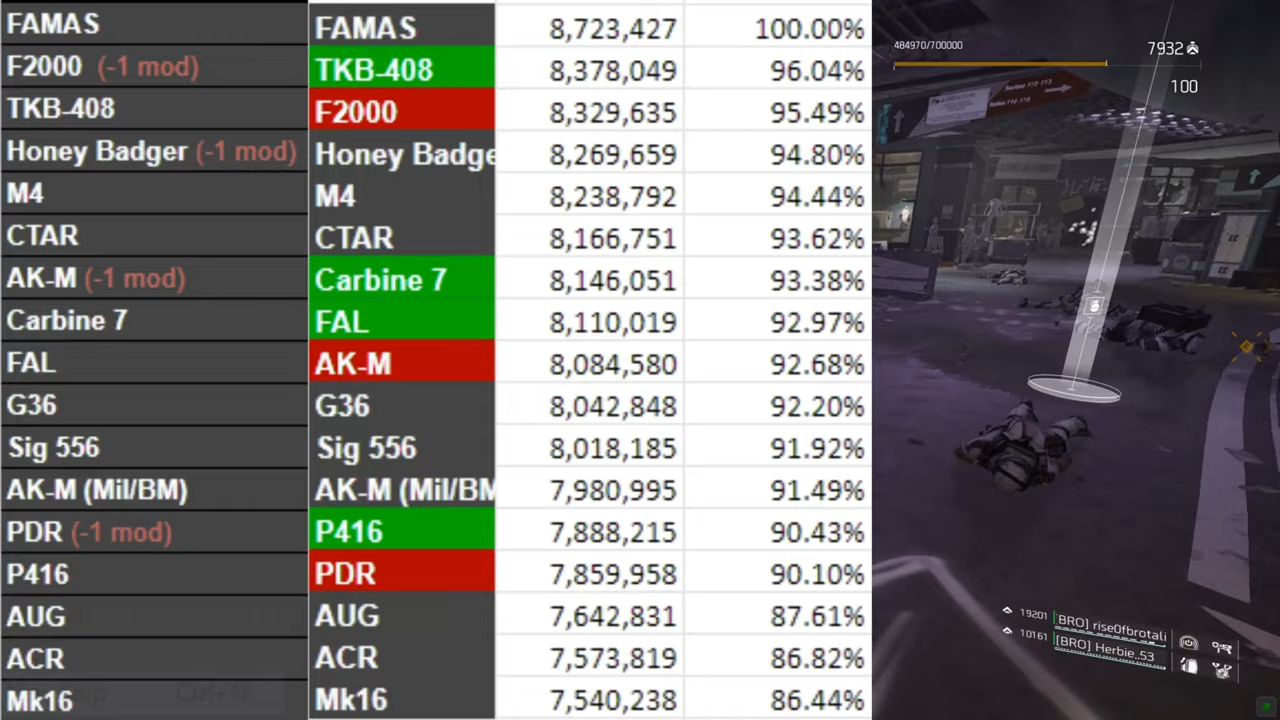 FAMAS FAMAS 8,723,427 100.00%
F2000 (-1 mod) TKB-408 8,378,049 96.04%
TKB-408 F2000 8,329,635 95.49%
Honey Badger (-1 mod) Honey Badge 8,269,659 94.80%
M4 M4 8,238,792 94.44%
CTAR CTAR 8,166,751 93.62%
AK-M (-1 mod) Carbine 7 8,146,051 93.38%
Carbine 7 FAL 8,110,019 92.97%
FAL AK-M 8,084,580 92.68%
G36 G36 8,042,848 92.20%
Sig 556 Sig 556 8,018,185 91.92%
AK-M (Mil/BM) AK-M (Mil/BM 7,980,995 91.49%
PDR (-1 mod) P416 7,888,215 90.43%
P416 PDR 7,859,958 90.10%
AUG AUG 7,642,831 87.61%
ACR ACR 7,573,819 86.82%
Mk16 Mk16 7,540,238 86.44%
484970/700000
7932
100
19201 [BRO] rise0fbrotali
10161 [BRO] Herbie..53